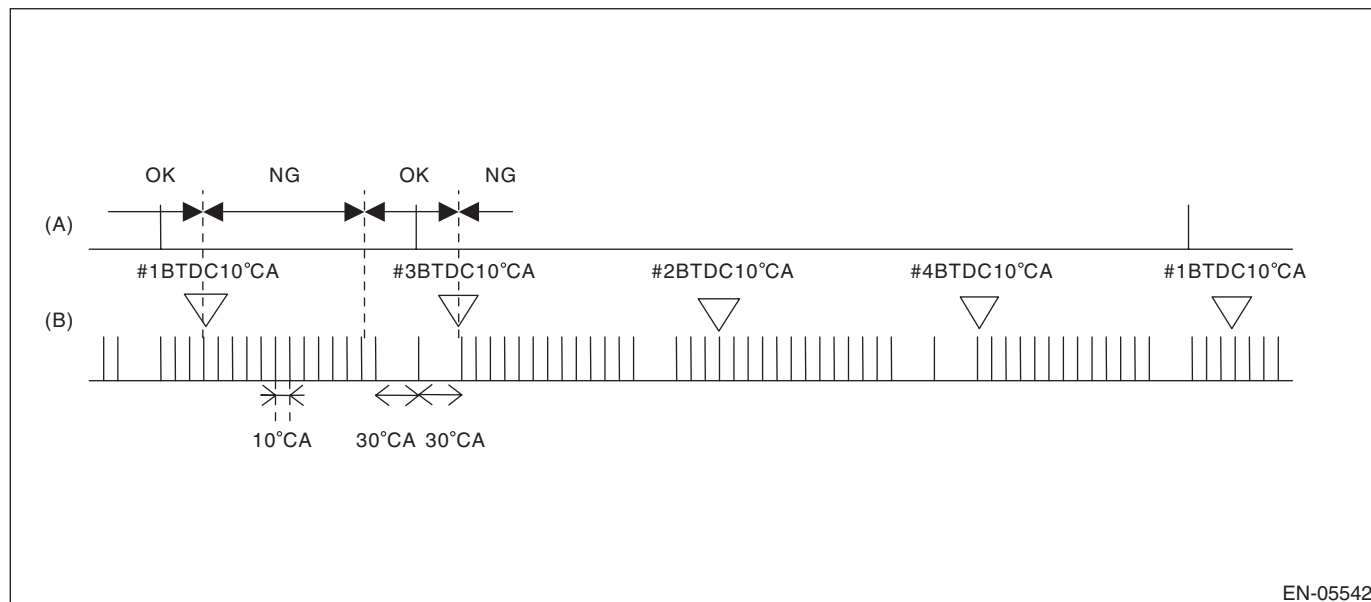 OK NG OK NG
(A)
#1BTDC10°CA #3BTDC10°CA #2BTDC10°CA #4BTDC10°CA #1BTDC10°CA
(B)
10°CA 30°CA 30°CA
EN-05542